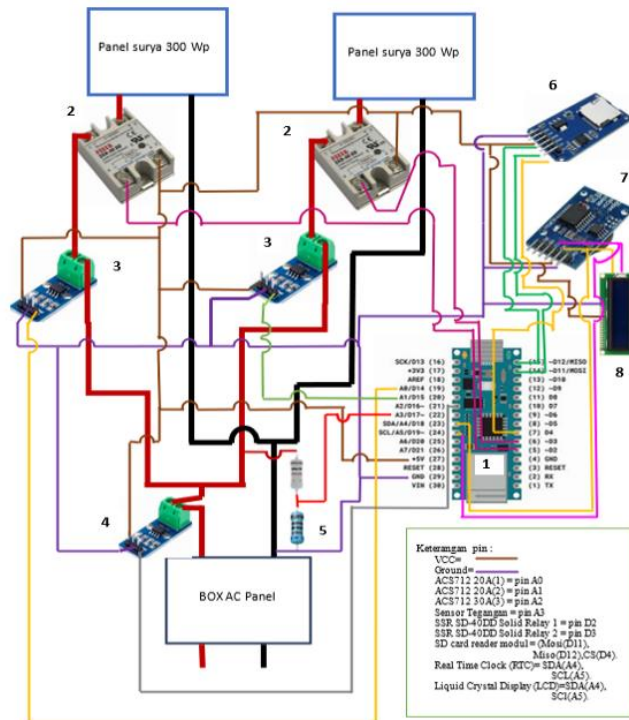 Panel surya 300 Wp
Panel surya 300 Wp
2
2
6
7
3
3
8
SCK/D13 (16)
+3V3 (17)
AREF (18)
A0/D14 (19)
A1/D15 (20)
A2/D16~ (21)
A3/D17~ (22)
SDA/A4/D18 (23)
SCL/A5/D19~ (24)
A6/D20 (25)
A7/D21 (26)
+5V (27)
RESET (28)
GND (29)
VIN (30)
~D12/MISO
(14) ~D11/MOSI
(13) ~D10
(12) ~D9
(11) D8
(10) D7
(9) ~D6
(8) ~D5
(7) D4
(6) ~D3
(5) ~D2
(4) GND
(3) RESET
(2) RX
(1) TX
1
4
5
BOX AC Panel
Keterangan pin :
VCC=
Ground=
ACS712 20A(1) = pin A0
ACS712 20A(2) = pin A1
ACS712 30A(3) = pin A2
Sensor Tegangan = pin A3
SSR SD-40DD Solid Relay 1 = pin D2
SSR SD-40DD Solid Relay 2 = pin D3
SD card reader modul = (Mosi(D11),
Miso(D12),CS(D4).
Real Time Clock (RTC)= SDA(A4),
SCL(A5).
Liquid Crystal Display (LCD)=SDA(A4),
SCl(A5).